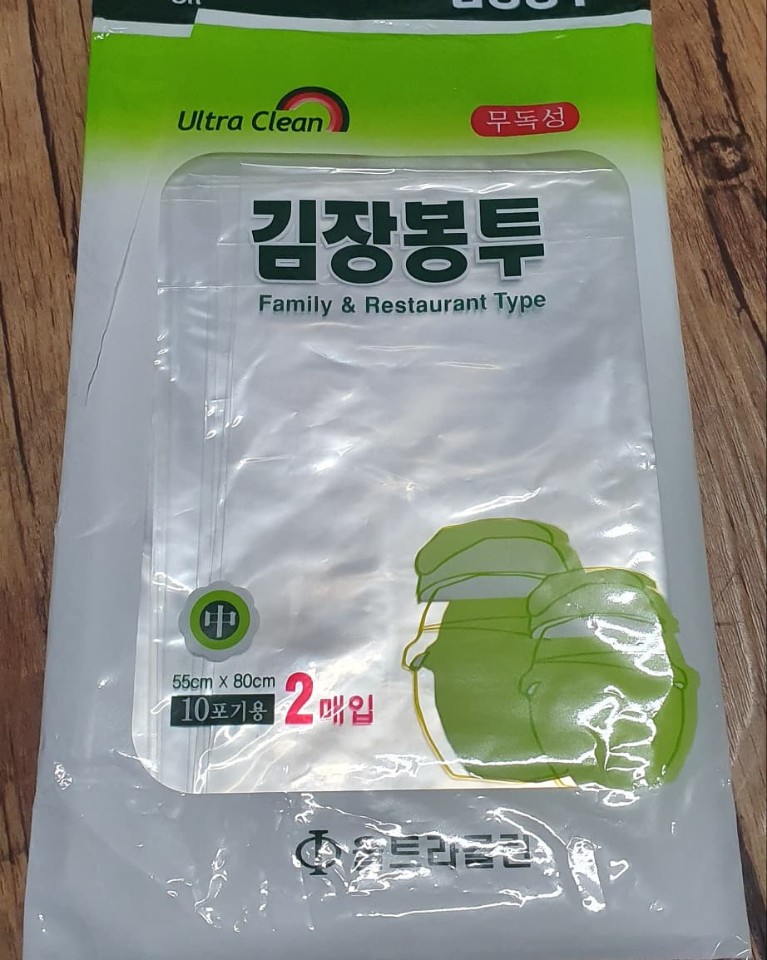 Ultra Clean
무독성
김장봉투
Family & Restaurant Type
中
55cm X 80cm
10포기용
2매입
울트라클린